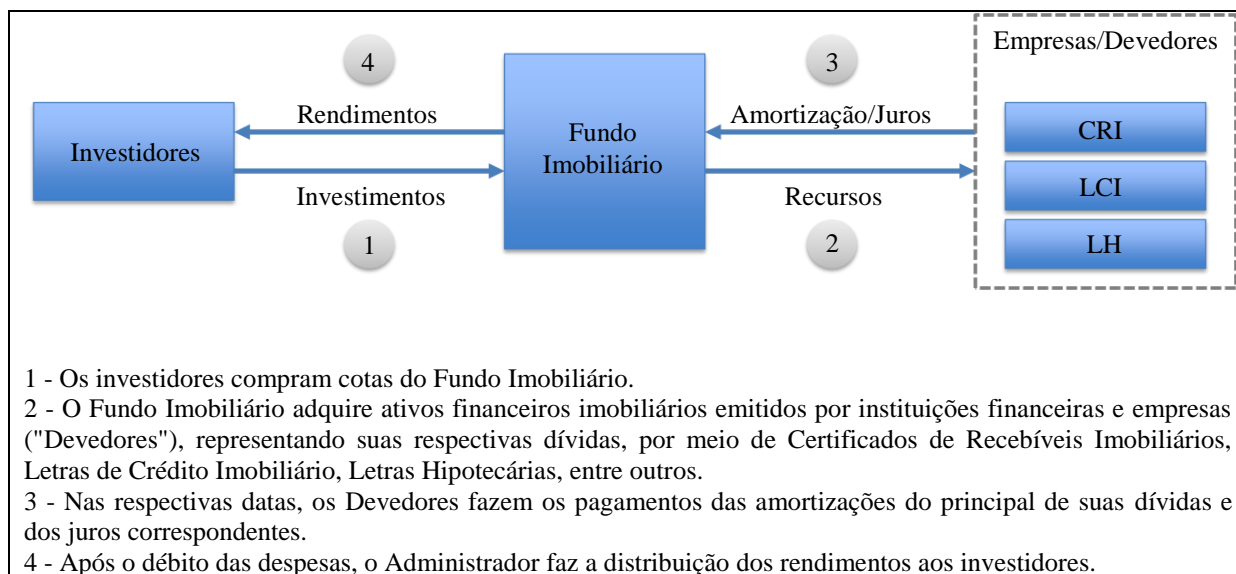 4
3
Empresas/Devedores
Rendimentos
Amortização/Juros
Investidores
Fundo
Imobiliário
CRI
LCI
LH
Investimentos
Recursos
1
2
1 - Os investidores compram cotas do Fundo Imobiliário.
2 - O Fundo Imobiliário adquire ativos financeiros imobiliários emitidos por instituições financeiras e empresas
("Devedores"), representando suas respectivas dívidas, por meio de Certificados de Recebíveis Imobiliários,
Letras de Crédito Imobiliário, Letras Hipotecárias, entre outros.
3 - Nas respectivas datas, os Devedores fazem os pagamentos das amortizações do principal de suas dívidas e
dos juros correspondentes.
4 - Após o débito das despesas, o Administrador faz a distribuição dos rendimentos aos investidores.